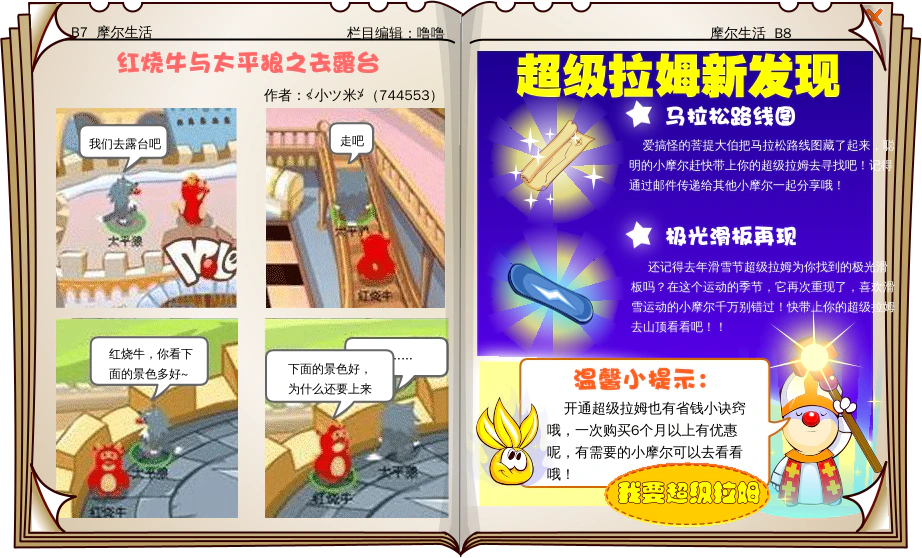 B7 摩尔生活
栏目编辑：噜噜
红烧牛与太平狼之去露台
作者：ミ小ツ米メ（744553）
我们去露台吧
太平狼
走吧
太平狼
红烧牛
红烧牛，你看下
面的景色多好~
太平狼
红烧牛
.....
下面的景色好，
为什么还要上来
太平狼
红烧牛
摩尔生活 B8
超级拉姆新发现
马拉松路线图
爱搞怪的菩提大伯把马拉松路线图藏了起来，聪
明的小摩尔赶快带上你的超级拉姆去寻找吧！记得
通过邮件传递给其他小摩尔一起分享哦！
极光滑板再现
还记得去年滑雪节超级拉姆为你找到的极光滑
板吗？在这个运动的季节，它再次重现了，喜欢滑
雪运动的小摩尔千万别错过！快带上你的超级拉姆
去山顶看看吧！！
温馨小提示：
开通超级拉姆也有省钱小诀窍
哦，一次购买6个月以上有优惠
呢，有需要的小摩尔可以去看看
哦！
我要超级拉姆